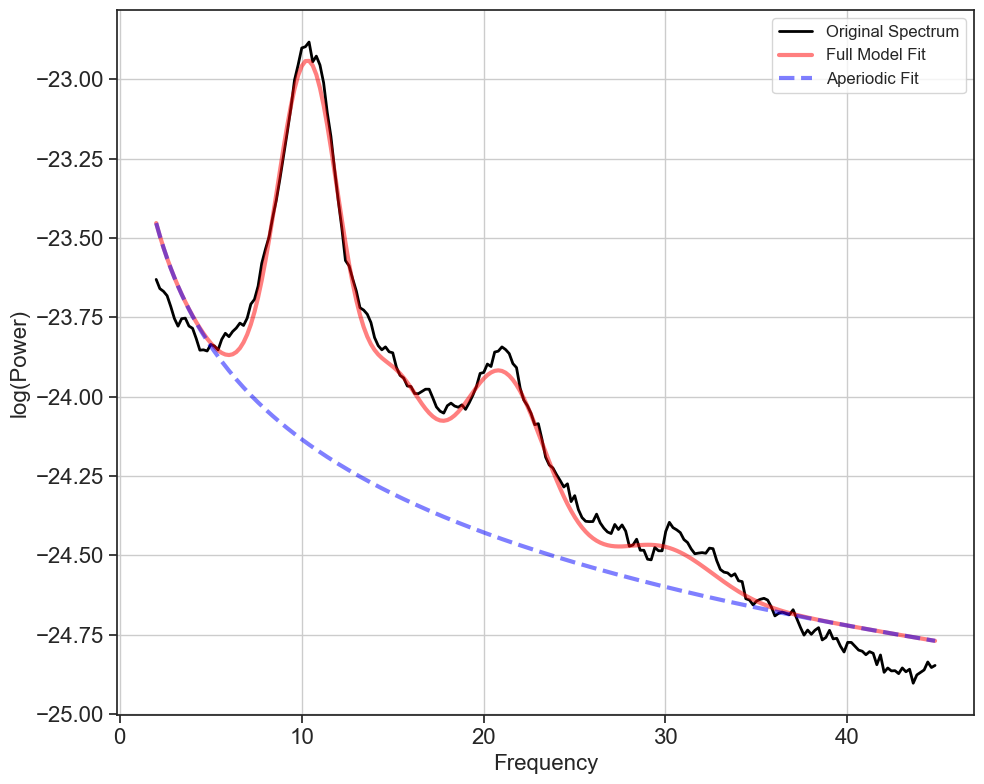 Original Spectrum
Full Model Fit
Aperiodic Fit
−23.00
−23.25
−23.50
−23.75
−24.00
−24.25
−24.50
−24.75
−25.00
log(Power)
0 10 20 30 40
Frequency